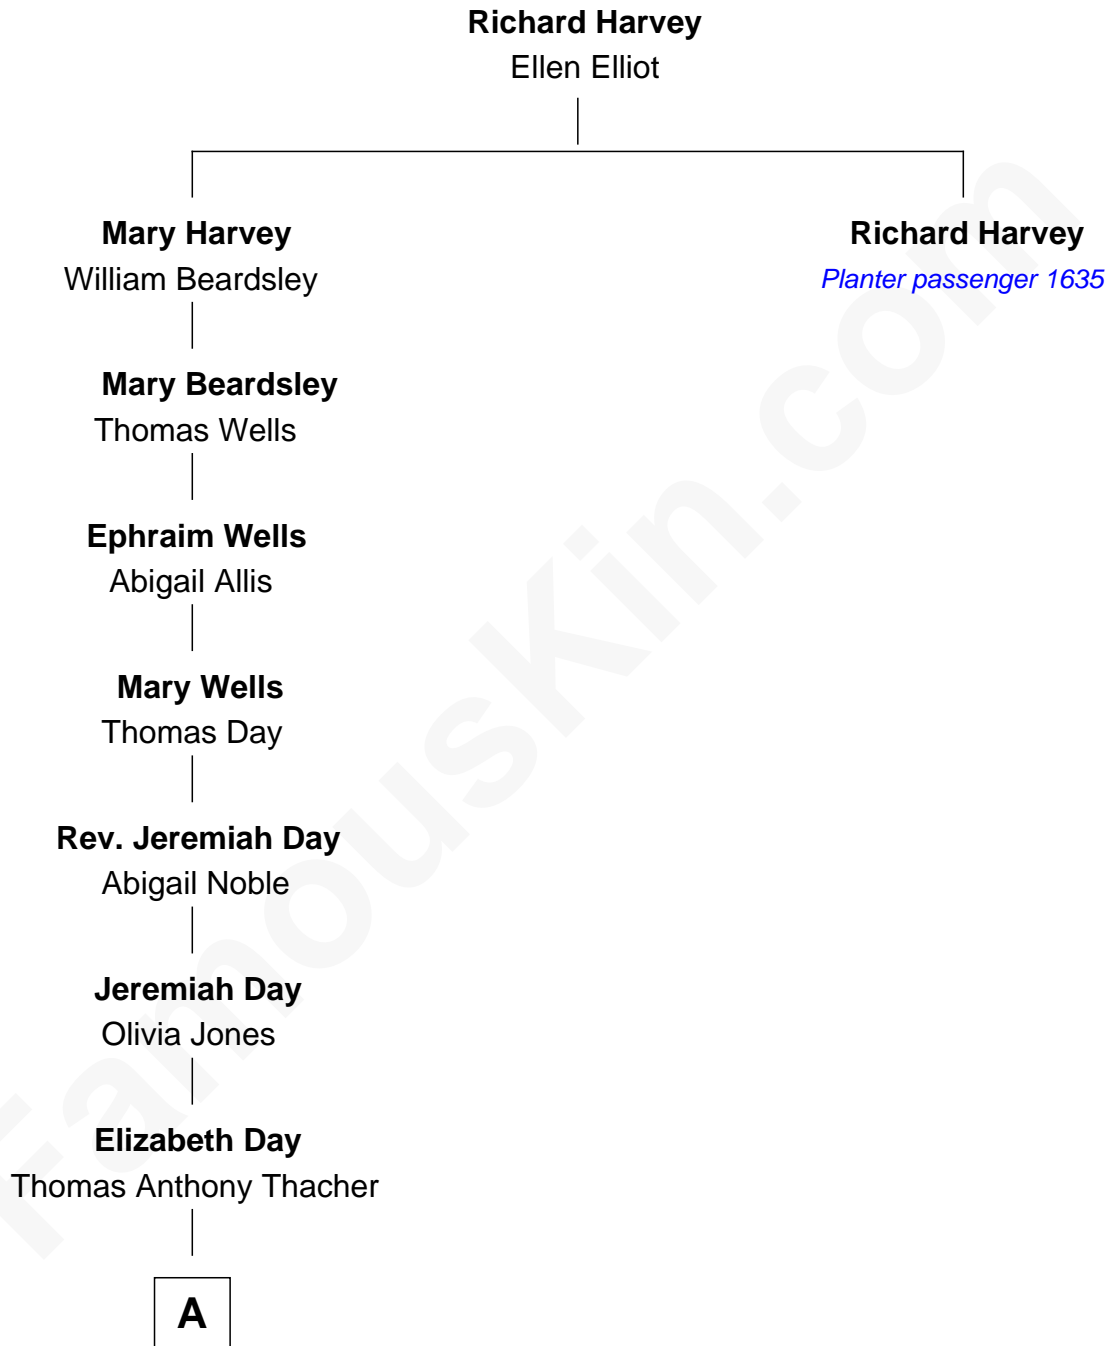 Richard Harvey
Ellen Elliot
Mary Harvey
William Beardsley
Richard Harvey
Planter passenger 1635
Mary Beardsley
Thomas Wells
Ephraim Wells
Abigail Allis
Mary Wells
Thomas Day
Rev. Jeremiah Day
Abigail Noble
Jeremiah Day
Olivia Jones
Elizabeth Day
Thomas Anthony Thacher
A
FamousKin.com